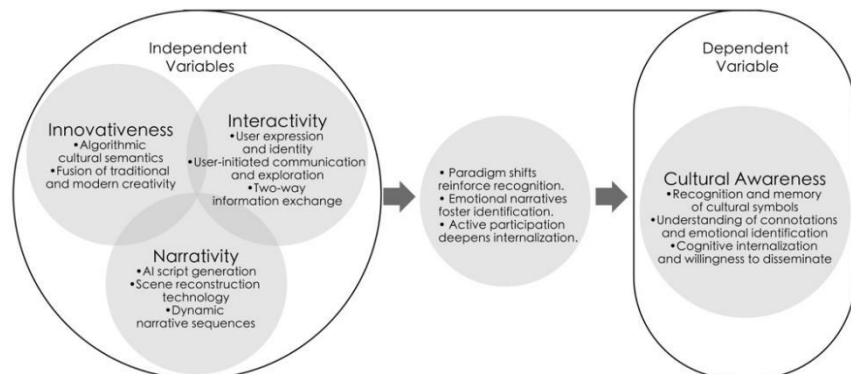 Independent
Variables
Innovativeness
•Algorithmic
cultural semantics
•Fusion of traditional
and modern creativity
Interactivity
•User expression
and identity
•User-initiated communication
and exploration
•Two-way
information exchange
Narrativity
•AI script generation
•Scene reconstruction
technology
•Dynamic
narrative sequences
• Paradigm shifts
reinforce recognition.
• Emotional narratives
foster identification.
• Active participation
deepens internalization.
Dependent
Variable
Cultural Awareness
•Recognition and memory
of cultural symbols
•Understanding of connotations
and emotional identification
•Cognitive internalization
and willingness to disseminate